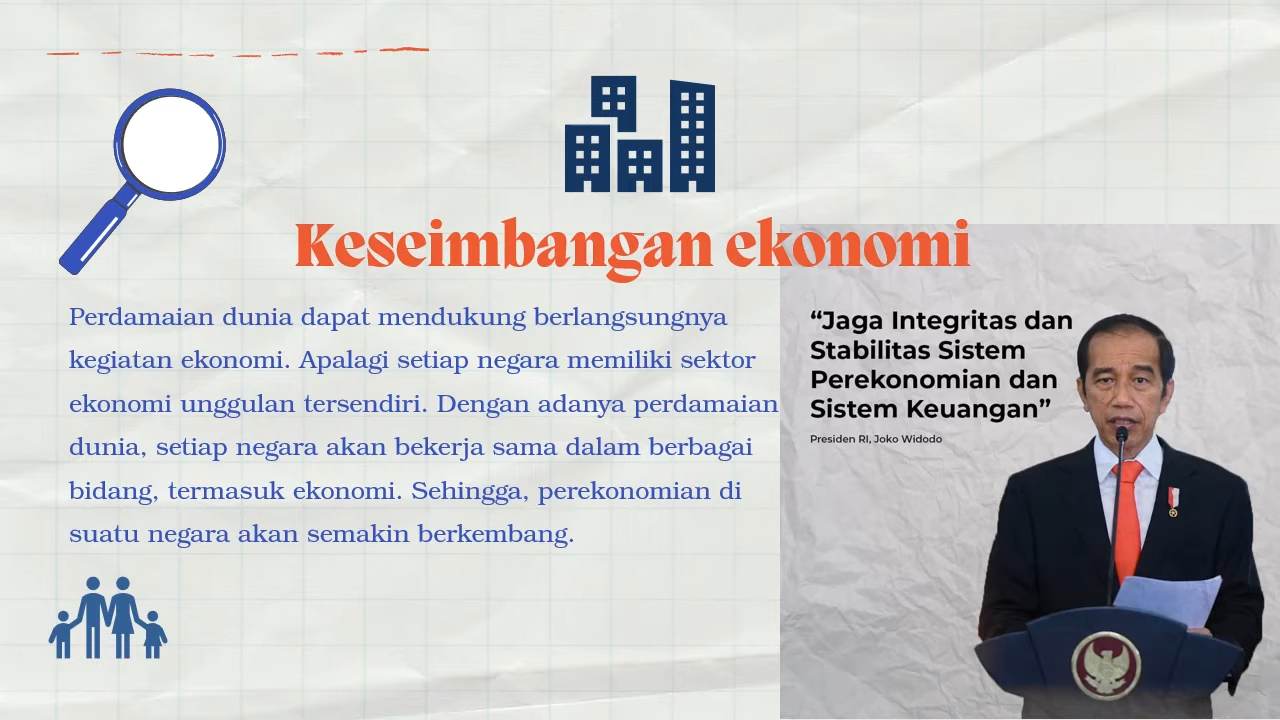 Keseimbangan ekonomi
Perdamaian dunia dapat mendukung berlangsungnya
kegiatan ekonomi. Apalagi setiap negara memiliki sektor
ekonomi unggulan tersendiri. Dengan adanya perdamaian
dunia, setiap negara akan bekerja sama dalam berbagai
bidang, termasuk ekonomi. Sehingga, perekonomian di
suatu negara akan semakin berkembang.
“Jaga Integritas dan
Stabilitas Sistem
Perekonomian dan
Sistem Keuangan”
Presiden RI, Joko Widodo